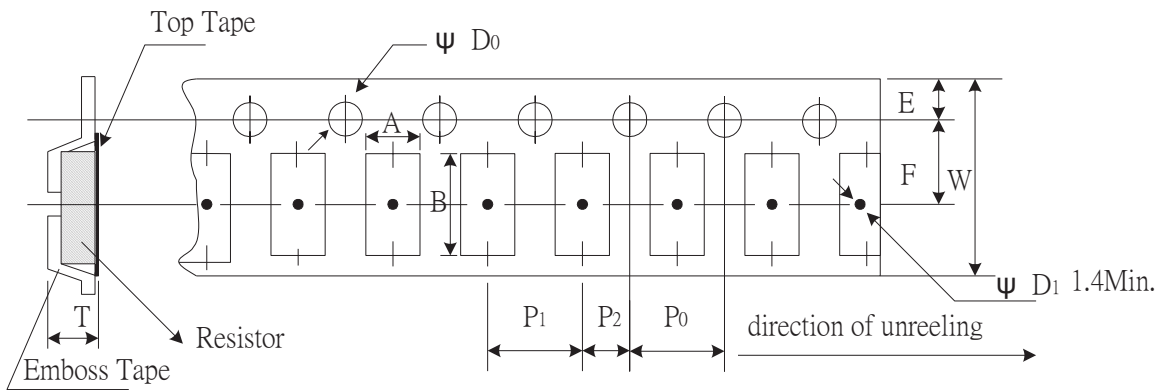 Top Tape
Ψ D0
E
A
F
W
B
Ψ D1 1.4Min.
T
P1
P2
P0
direction of unreeling
Resistor
Emboss Tape